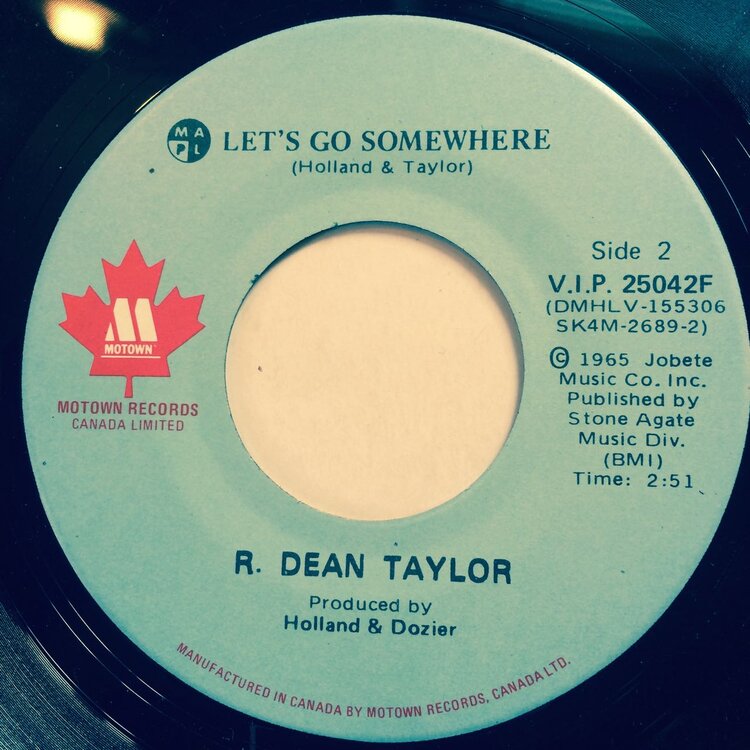 MAPL
LET'S GO SOMEWHERE
(Holland & Taylor)
Side 2
V.I.P. 25042F
(DMHLV-155306
SK4M-2689-2)
© 1965 Jobete
Music Co. Inc.
Published by
Stone Agate
Music Div.
(BMI)
Time: 2:51
M
MOTOWN™
MOTOWN RECORDS
CANADA LIMITED
R. DEAN TAYLOR
Produced by
Holland & Dozier
MANUFACTURED IN CANADA BY MOTOWN RECORDS, CANADA LTD.